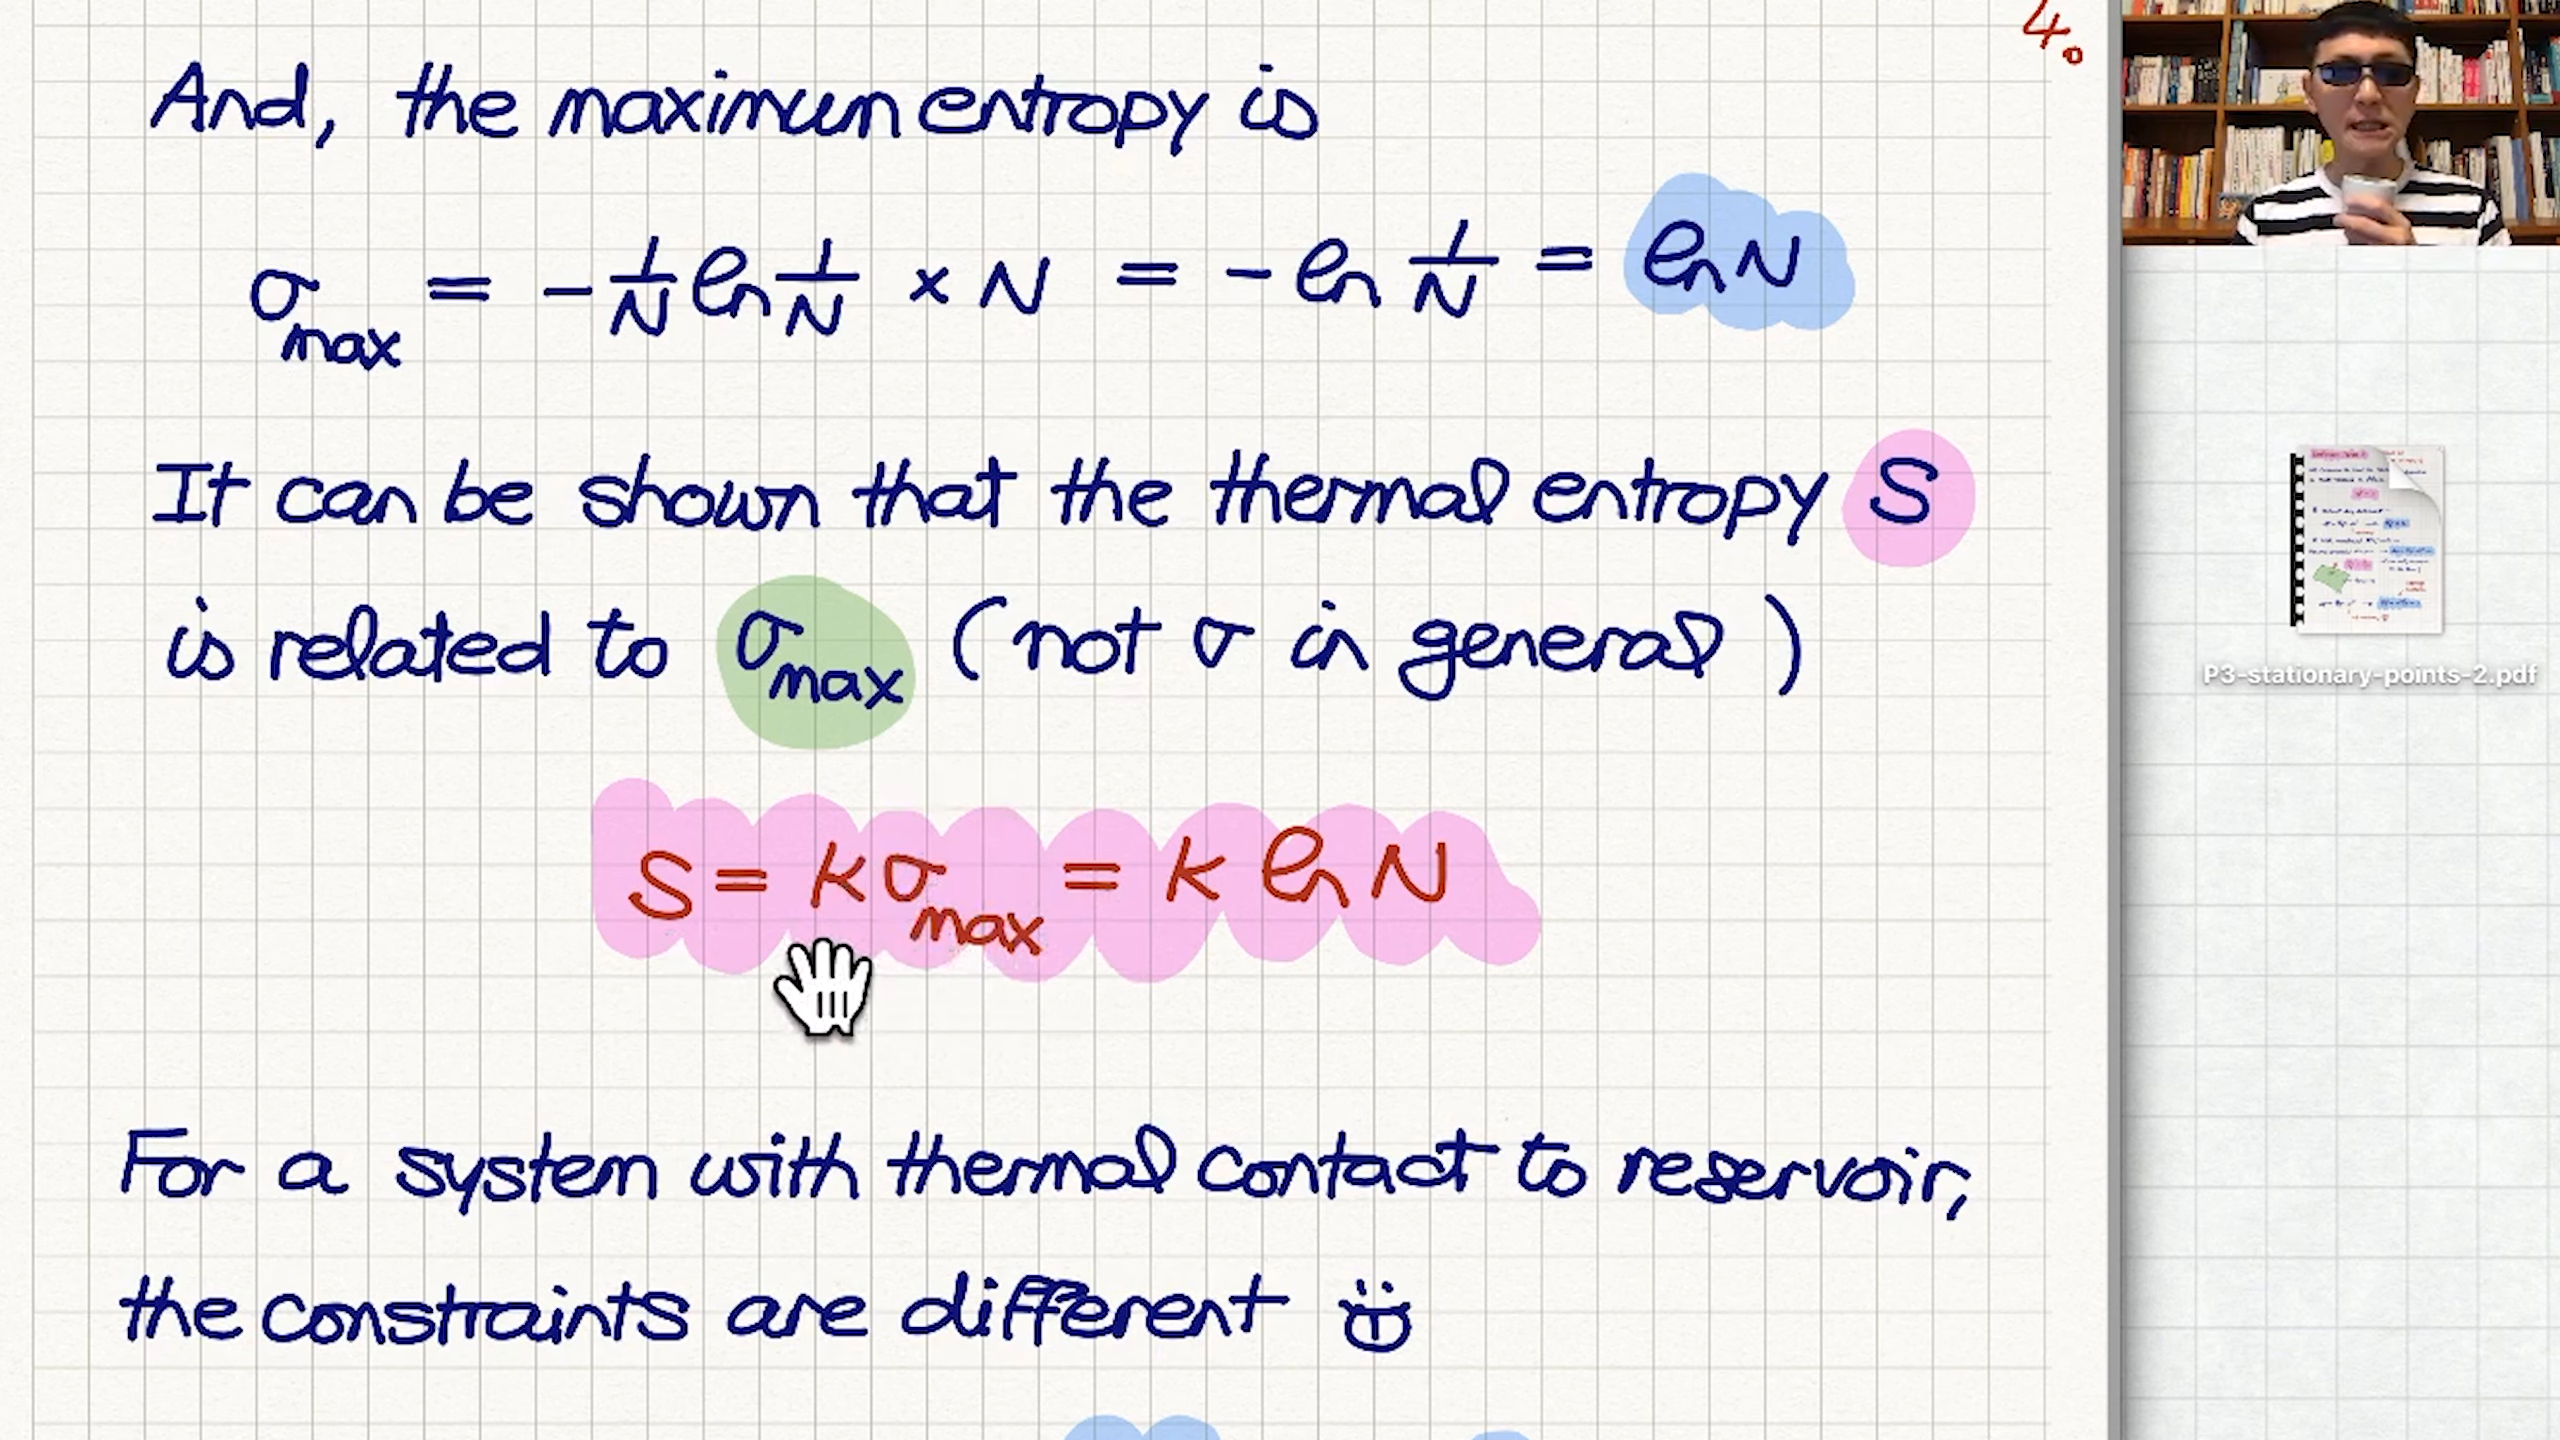 4.
And, the maximum entropy is
σmax = - 1/N ln 1/N × N = - ln 1/N = ln N
It can be shown that the thermal entropy S
is related to σmax (not σ in general)
S = kσmax = k ln N
For a system with thermal contact to reservoir,
the constraints are different
P3-stationary-points-2.pdf